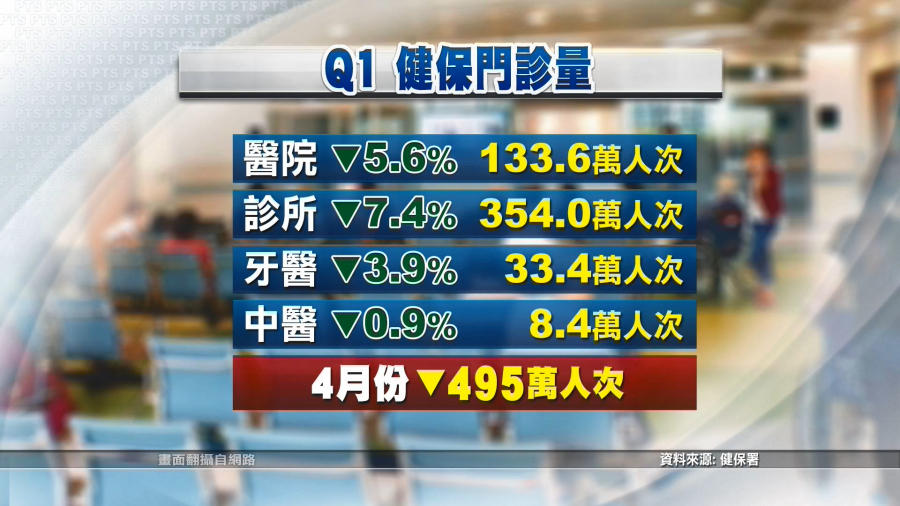 PTS PTS PTS PTS PTS
Q1 健保門診量
醫院 ▼5.6% 133.6萬人次
診所 ▼7.4% 354.0萬人次
牙醫 ▼3.9% 33.4萬人次
中醫 ▼0.9% 8.4萬人次
4月份 ▼495萬人次
畫面翻攝自網路
資料來源: 健保署